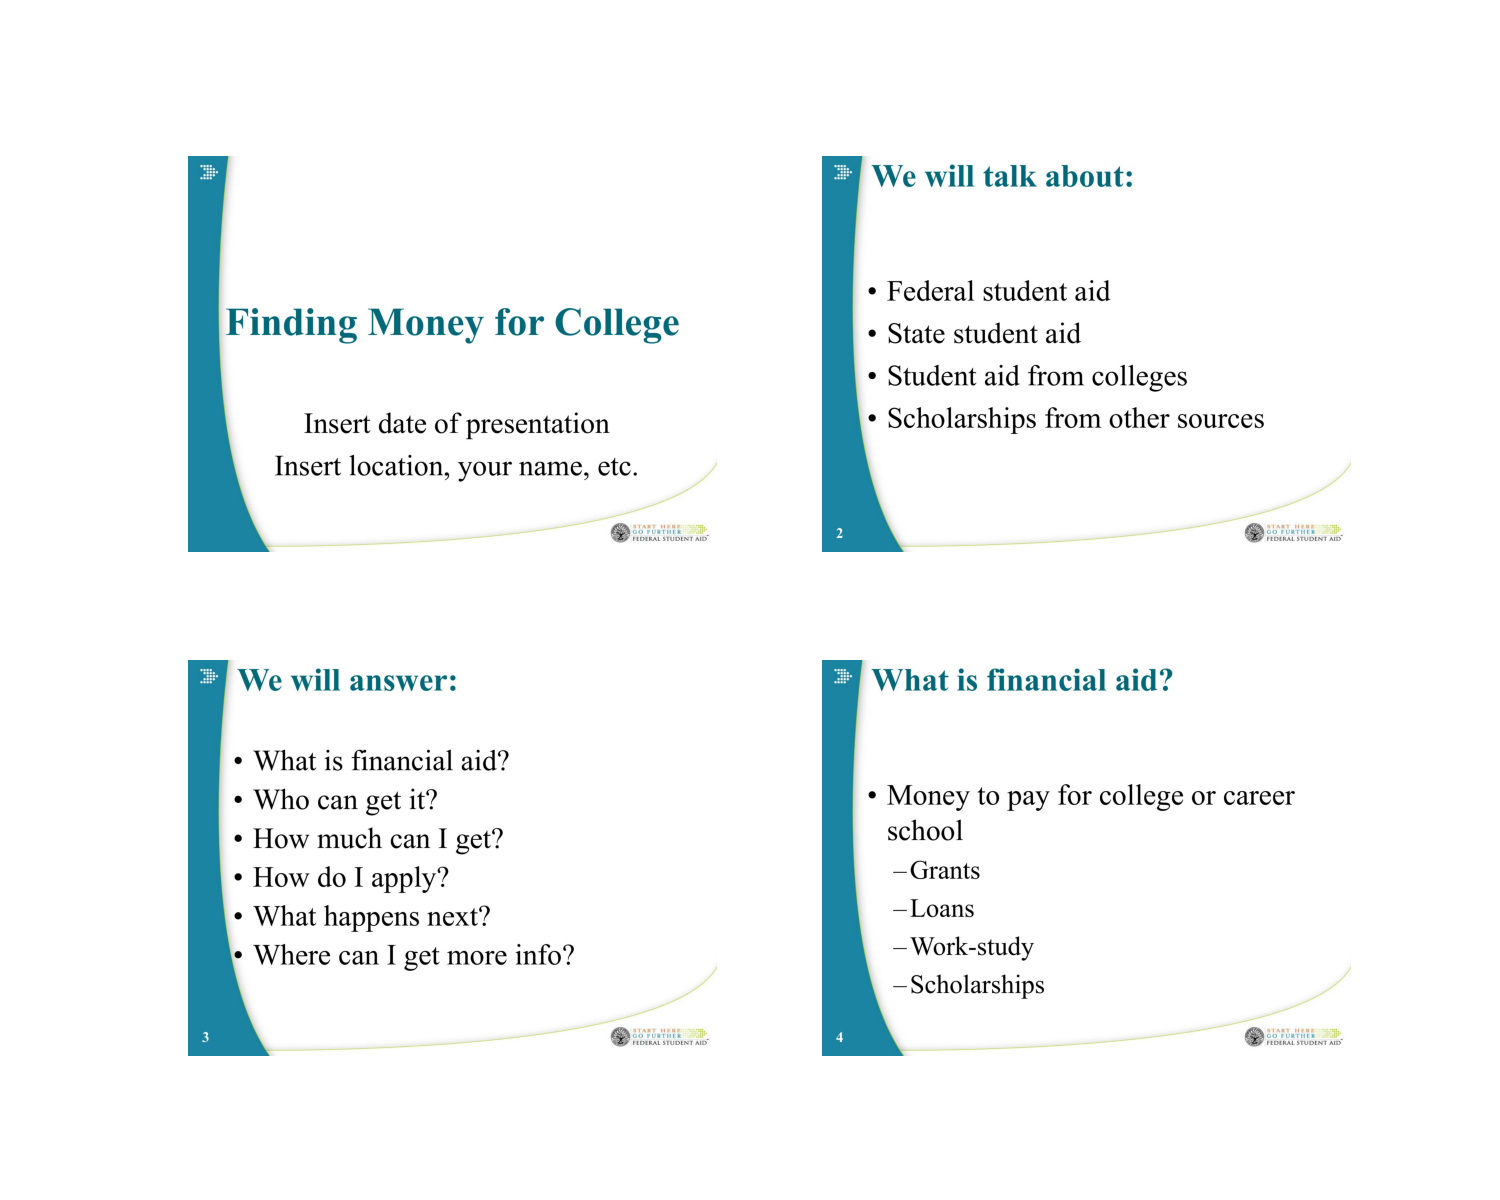 Finding Money for College
Insert date of presentation
Insert location, your name, etc.
START HERE
GO FURTHER
FEDERAL STUDENT AID
We will talk about:
• Federal student aid
• State student aid
• Student aid from colleges
• Scholarships from other sources
2
START HERE
GO FURTHER
FEDERAL STUDENT AID
We will answer:
• What is financial aid?
• Who can get it?
• How much can I get?
• How do I apply?
• What happens next?
• Where can I get more info?
3
START HERE
GO FURTHER
FEDERAL STUDENT AID
What is financial aid?
• Money to pay for college or career
school
–Grants
–Loans
–Work-study
–Scholarships
4
START HERE
GO FURTHER
FEDERAL STUDENT AID